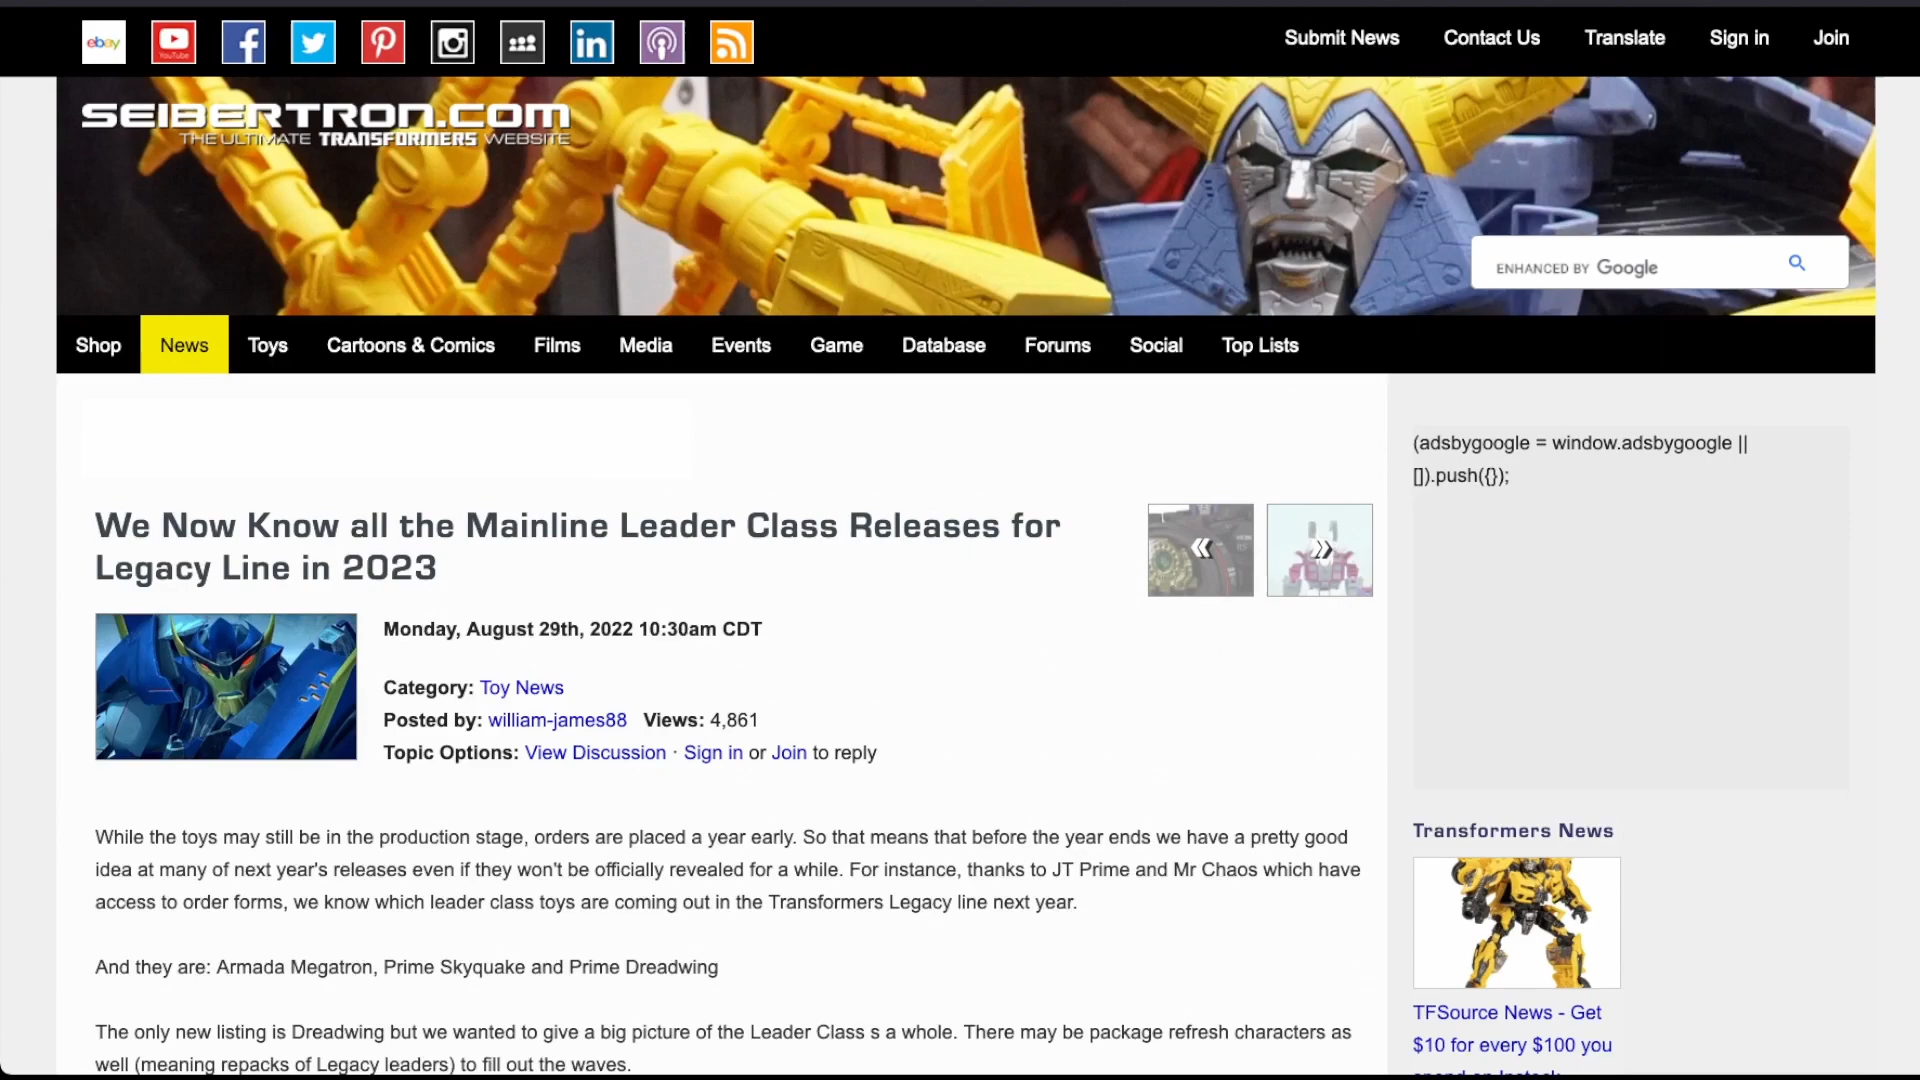 ebay
YouTube
Submit News
Contact Us
Translate
Sign in
Join
SEIBERTRON.COM
THE ULTIMATE TRANSFORMERS WEBSITE
ENHANCED BY Google
Shop
News
Toys
Cartoons & Comics
Films
Media
Events
Game
Database
Forums
Social
Top Lists
We Now Know all the Mainline Leader Class Releases for
Legacy Line in 2023
Monday, August 29th, 2022 10:30am CDT
Category: Toy News
Posted by: william-james88 Views: 4,861
Topic Options: View Discussion · Sign in or Join to reply
While the toys may still be in the production stage, orders are placed a year early. So that means that before the year ends we have a pretty good
idea at many of next year's releases even if they won't be officially revealed for a while. For instance, thanks to JT Prime and Mr Chaos which have
access to order forms, we know which leader class toys are coming out in the Transformers Legacy line next year.
And they are: Armada Megatron, Prime Skyquake and Prime Dreadwing
The only new listing is Dreadwing but we wanted to give a big picture of the Leader Class s a whole. There may be package refresh characters as
well (meaning repacks of Legacy leaders) to fill out the waves.
(adsbygoogle = window.adsbygoogle ||
[]).push({});
Transformers News
TFSource News - Get
$10 for every $100 you